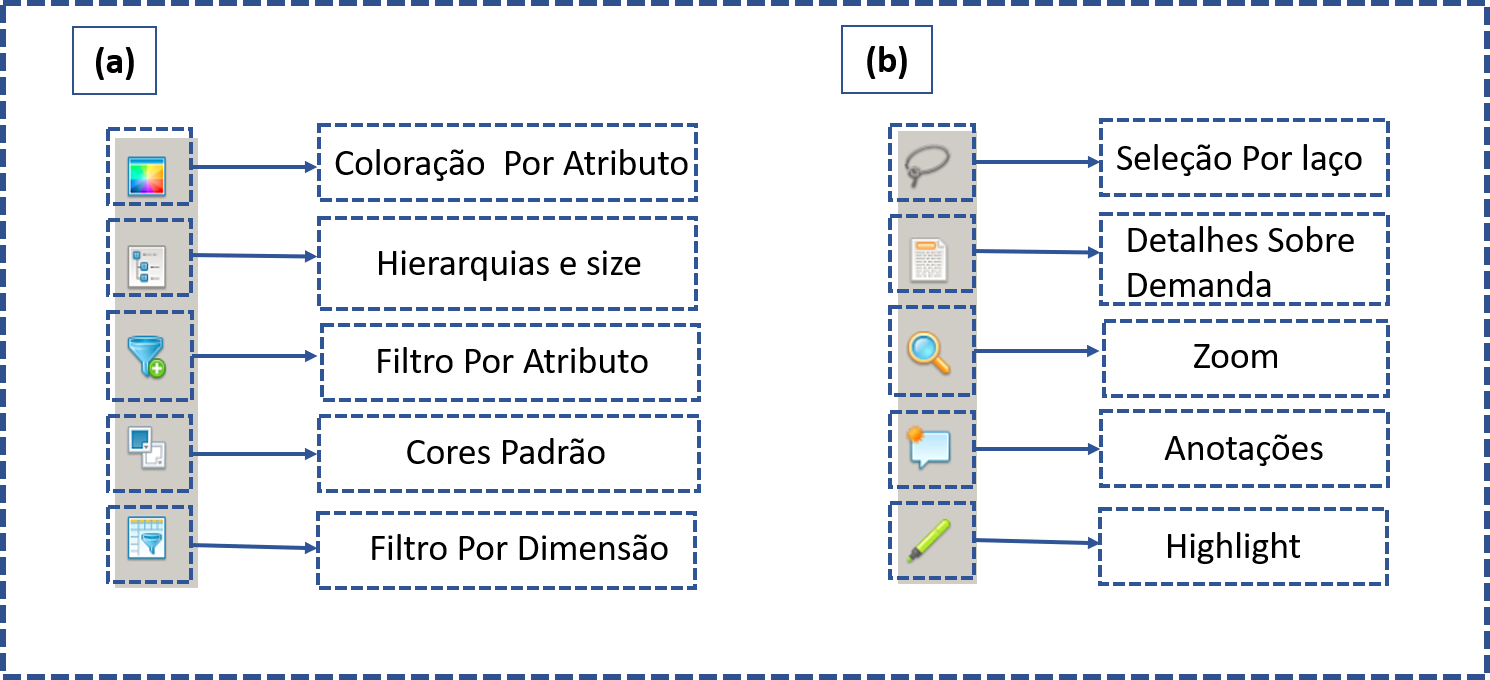 (a)
Coloração Por Atributo
Hierarquias e size
Filtro Por Atributo
Cores Padrão
Filtro Por Dimensão
(b)
Seleção Por laço
Detalhes Sobre
Demanda
Zoom
Anotações
Highlight